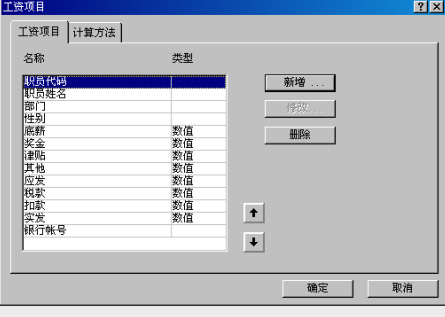 工资项目
工资项目 计算方法
名称 类型
职员代码
职员姓名
部门
性别
底薪 数值
奖金 数值
津贴 数值
其他 数值
应发 数值
税款 数值
扣款 数值
实发 数值
银行帐号
新增 ...
修改 ...
删除
确定 取消